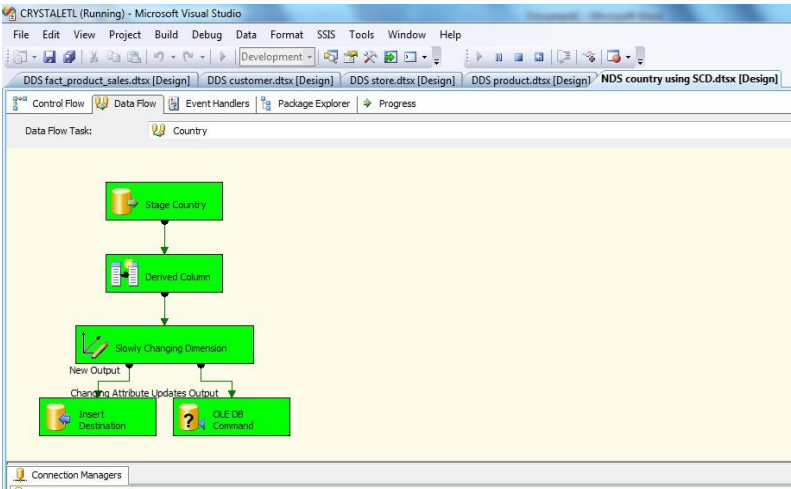 CRYSTALETL (Running) - Microsoft Visual Studio
File Edit View Project Build Debug Data Format SSIS Tools Window Help
Development
DDS fact_product_sales.dtsx [Design] DDS customer.dtsx [Design] DDS store.dtsx [Design] DDS product.dtsx [Design] NDS country using SCD.dtsx [Design]
Control Flow Data Flow Event Handlers Package Explorer Progress
Data Flow Task: Country
Stage Country
Derived Column
Slowly Changing Dimension
New Output
Changing Attribute Updates Output
Insert Destination
OLE DB Command
Connection Managers